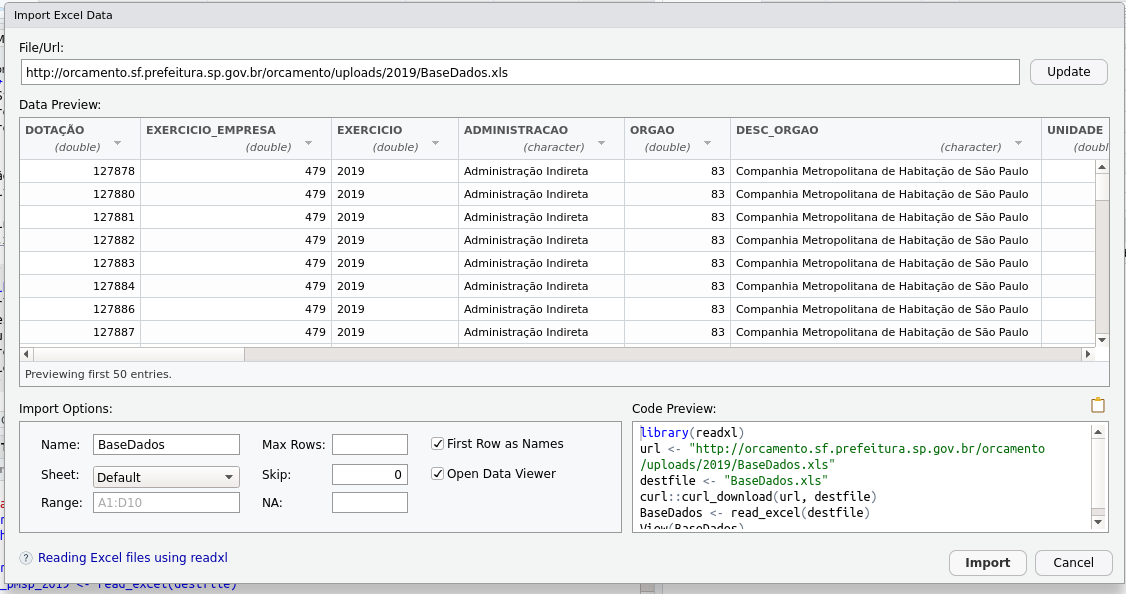 Import Excel Data
File/Url:
http://orcamento.sf.prefeitura.sp.gov.br/orcamento/uploads/2019/BaseDados.xls
Update
Data Preview:
DOTAÇÃO EXERCICIO_EMPRESA EXERCICIO ADMINISTRACAO ORGAO DESC_ORGAO UNIDADE
(double) (double) (double) (character) (double) (character) (doubl
127878 479 2019 Administração Indireta 83 Companhia Metropolitana de Habitação de São Paulo
127880 479 2019 Administração Indireta 83 Companhia Metropolitana de Habitação de São Paulo
127881 479 2019 Administração Indireta 83 Companhia Metropolitana de Habitação de São Paulo
127882 479 2019 Administração Indireta 83 Companhia Metropolitana de Habitação de São Paulo
127883 479 2019 Administração Indireta 83 Companhia Metropolitana de Habitação de São Paulo
127884 479 2019 Administração Indireta 83 Companhia Metropolitana de Habitação de São Paulo
127886 479 2019 Administração Indireta 83 Companhia Metropolitana de Habitação de São Paulo
127887 479 2019 Administração Indireta 83 Companhia Metropolitana de Habitação de São Paulo
Previewing first 50 entries.
Import Options:
Name: BaseDados Max Rows: First Row as Names
Sheet: Default Skip: 0 Open Data Viewer
Range: A1:D10 NA:
Code Preview:
library(readxl)
url <- "http://orcamento.sf.prefeitura.sp.gov.br/orcamento
/uploads/2019/BaseDados.xls"
destfile <- "BaseDados.xls"
curl::curl_download(url, destfile)
BaseDados <- read_excel(destfile)
View(BaseDados)
? Reading Excel files using readxl
Import
Cancel
_pmsp_2019 <- read_excel(destfile)